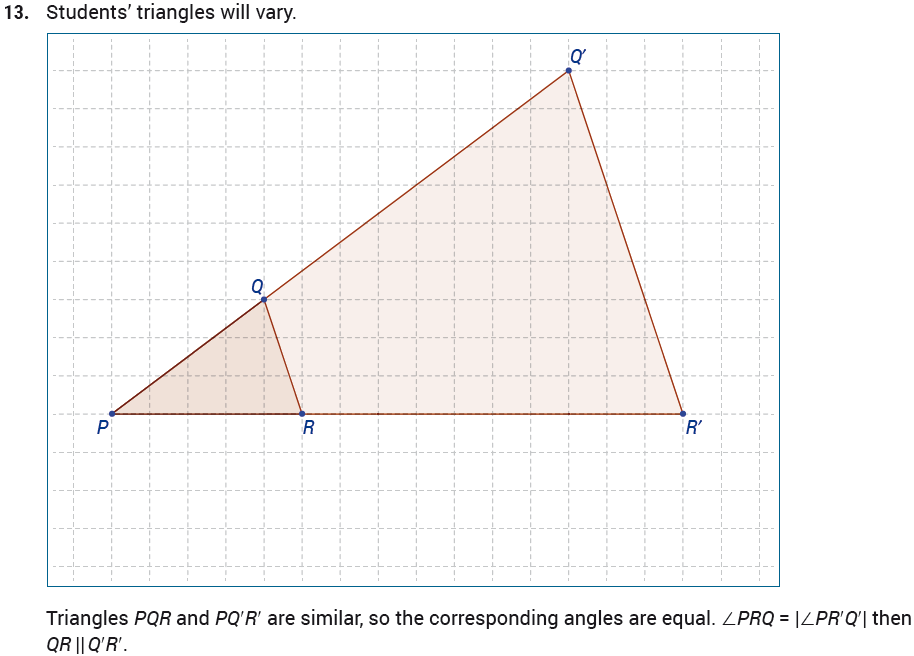 13. Students’ triangles will vary.
Q′
Q
P
R
R′
Triangles PQR and PQ′R′ are similar, so the corresponding angles are equal. ∠PRQ = |∠PR′Q′| then
QR || Q′R′.